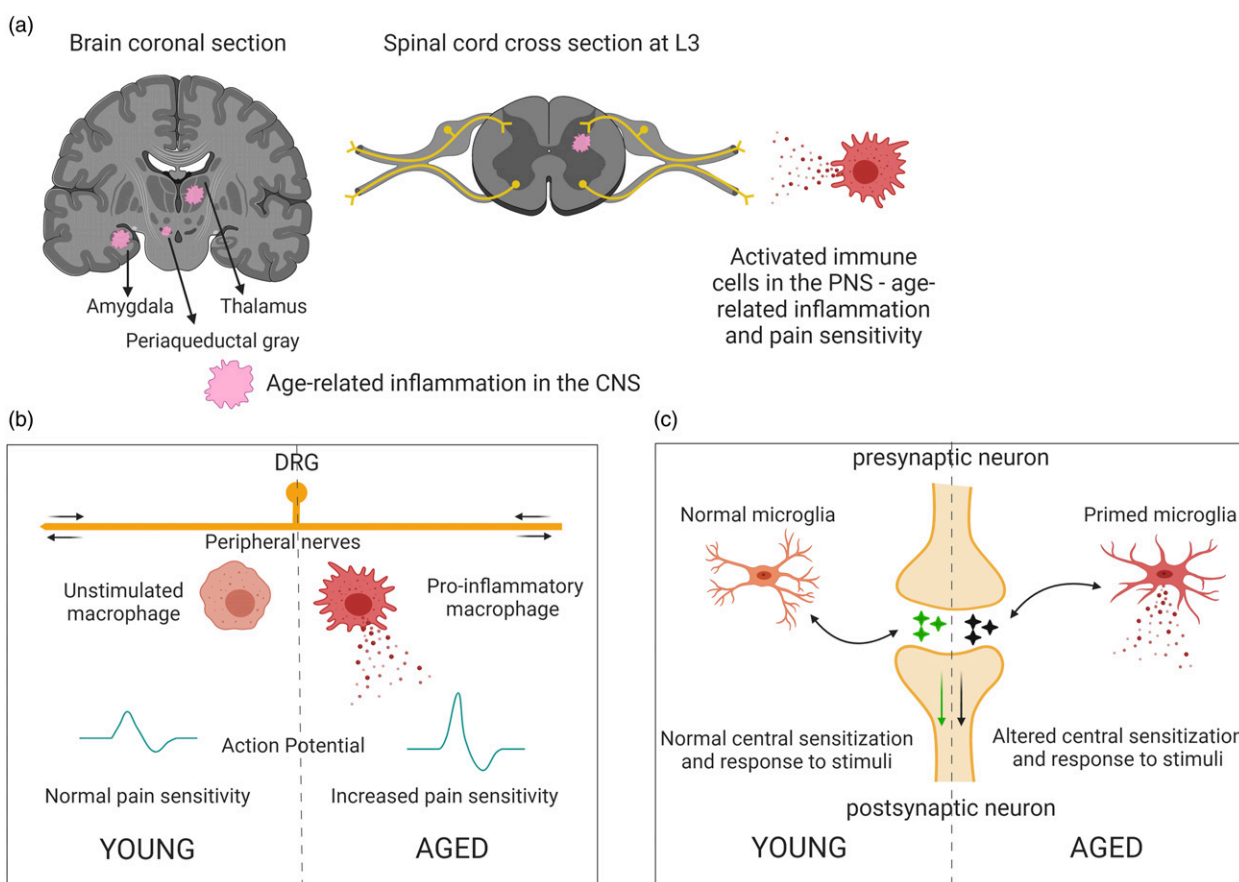 (a)
Brain coronal section
Spinal cord cross section at L3
Amygdala
Thalamus
Periaqueductal gray
Activated immune
cells in the PNS - age-
related inflammation
and pain sensitivity
Age-related inflammation in the CNS
(b)
DRG
Peripheral nerves
Unstimulated
macrophage
Pro-inflammatory
macrophage
Action Potential
Normal pain sensitivity
Increased pain sensitivity
YOUNG
AGED
(c)
presynaptic neuron
Normal microglia
Primed microglia
Normal central sensitization
and response to stimuli
Altered central sensitization
and response to stimuli
postsynaptic neuron
YOUNG
AGED